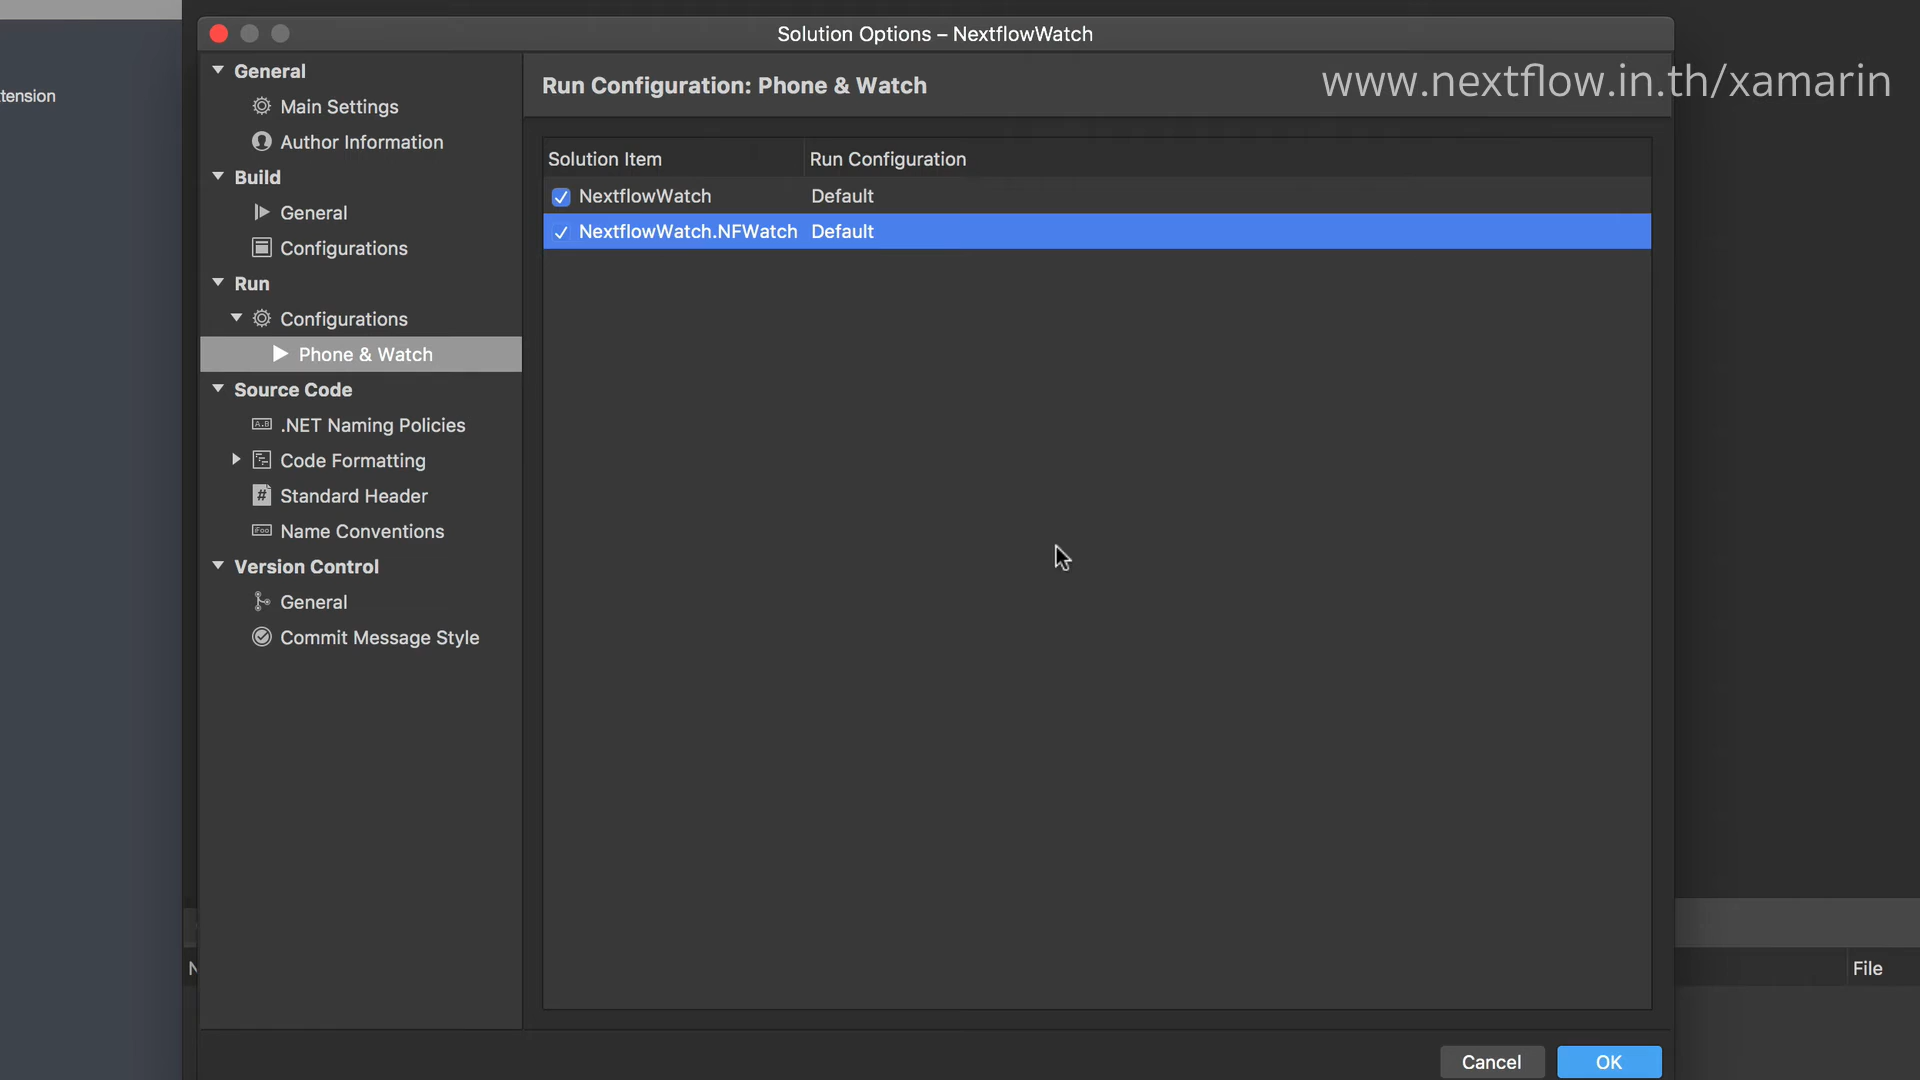 Solution Options – NextflowWatch
www.nextflow.in.th/xamarin
tension
General
Main Settings
Author Information
Build
General
Configurations
Run
Configurations
Phone & Watch
Source Code
.NET Naming Policies
Code Formatting
Standard Header
Name Conventions
Version Control
General
Commit Message Style
Run Configuration: Phone & Watch
Solution Item Run Configuration
NextflowWatch Default
NextflowWatch.NFWatch Default
N
File
Cancel OK